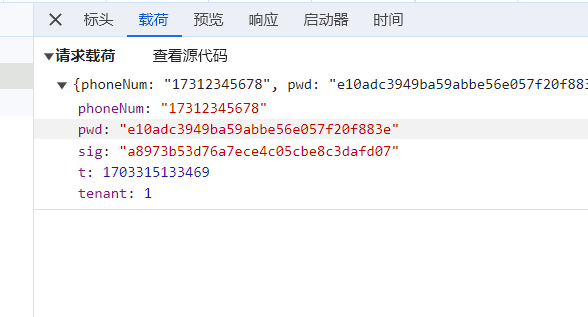 标头 载荷 预览 响应 启动器 时间
请求载荷 查看源代码
{phoneNum: "17312345678", pwd: "e10adc3949ba59abbe56e057f20f883
phoneNum: "17312345678"
pwd: "e10adc3949ba59abbe56e057f20f883e"
sig: "a8973b53d76a7ece4c05cbe8c3dafd07"
t: 1703315133469
tenant: 1